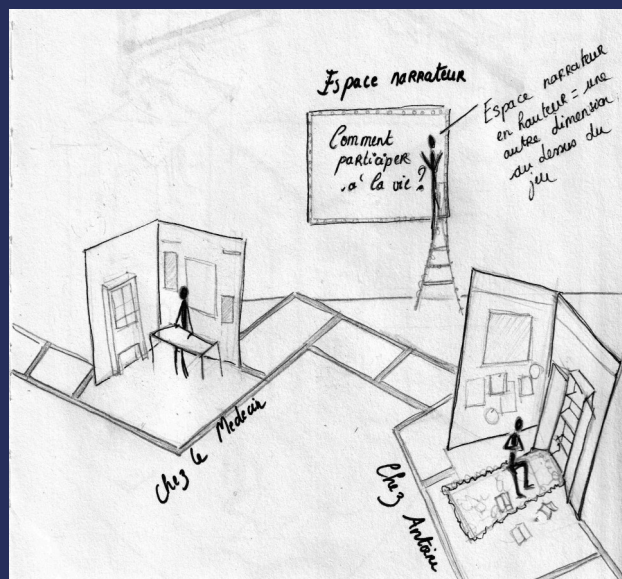 Espace narrateur
Espace narrateur
en hauteur = une
autre dimension
au dessus du
jeu
Comment
participer
à la vie ?
Chez le Medecin
Chez Antoine